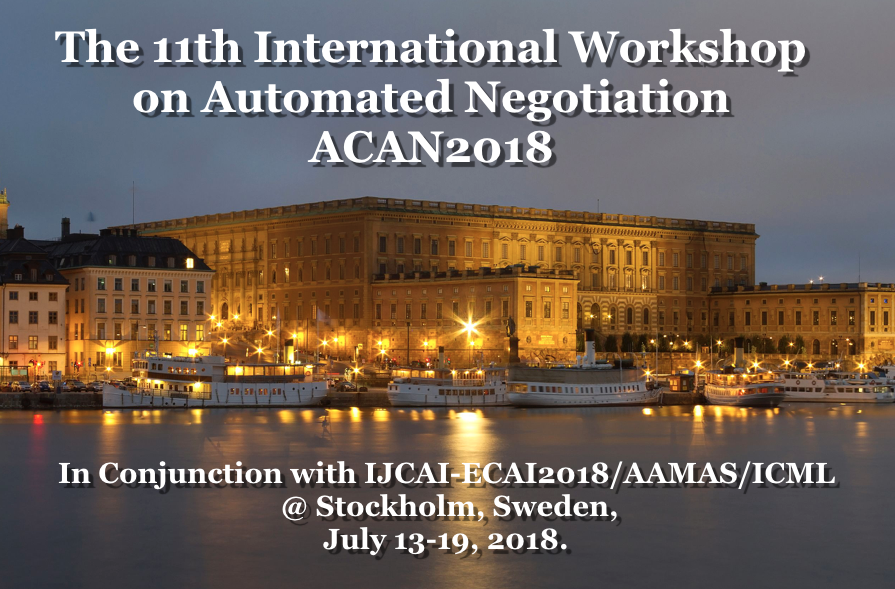 The 11th International Workshop
on Automated Negotiation
ACAN2018
In Conjunction with IJCAI-ECAI2018/AAMAS/ICML
@ Stockholm, Sweden,
July 13-19, 2018.